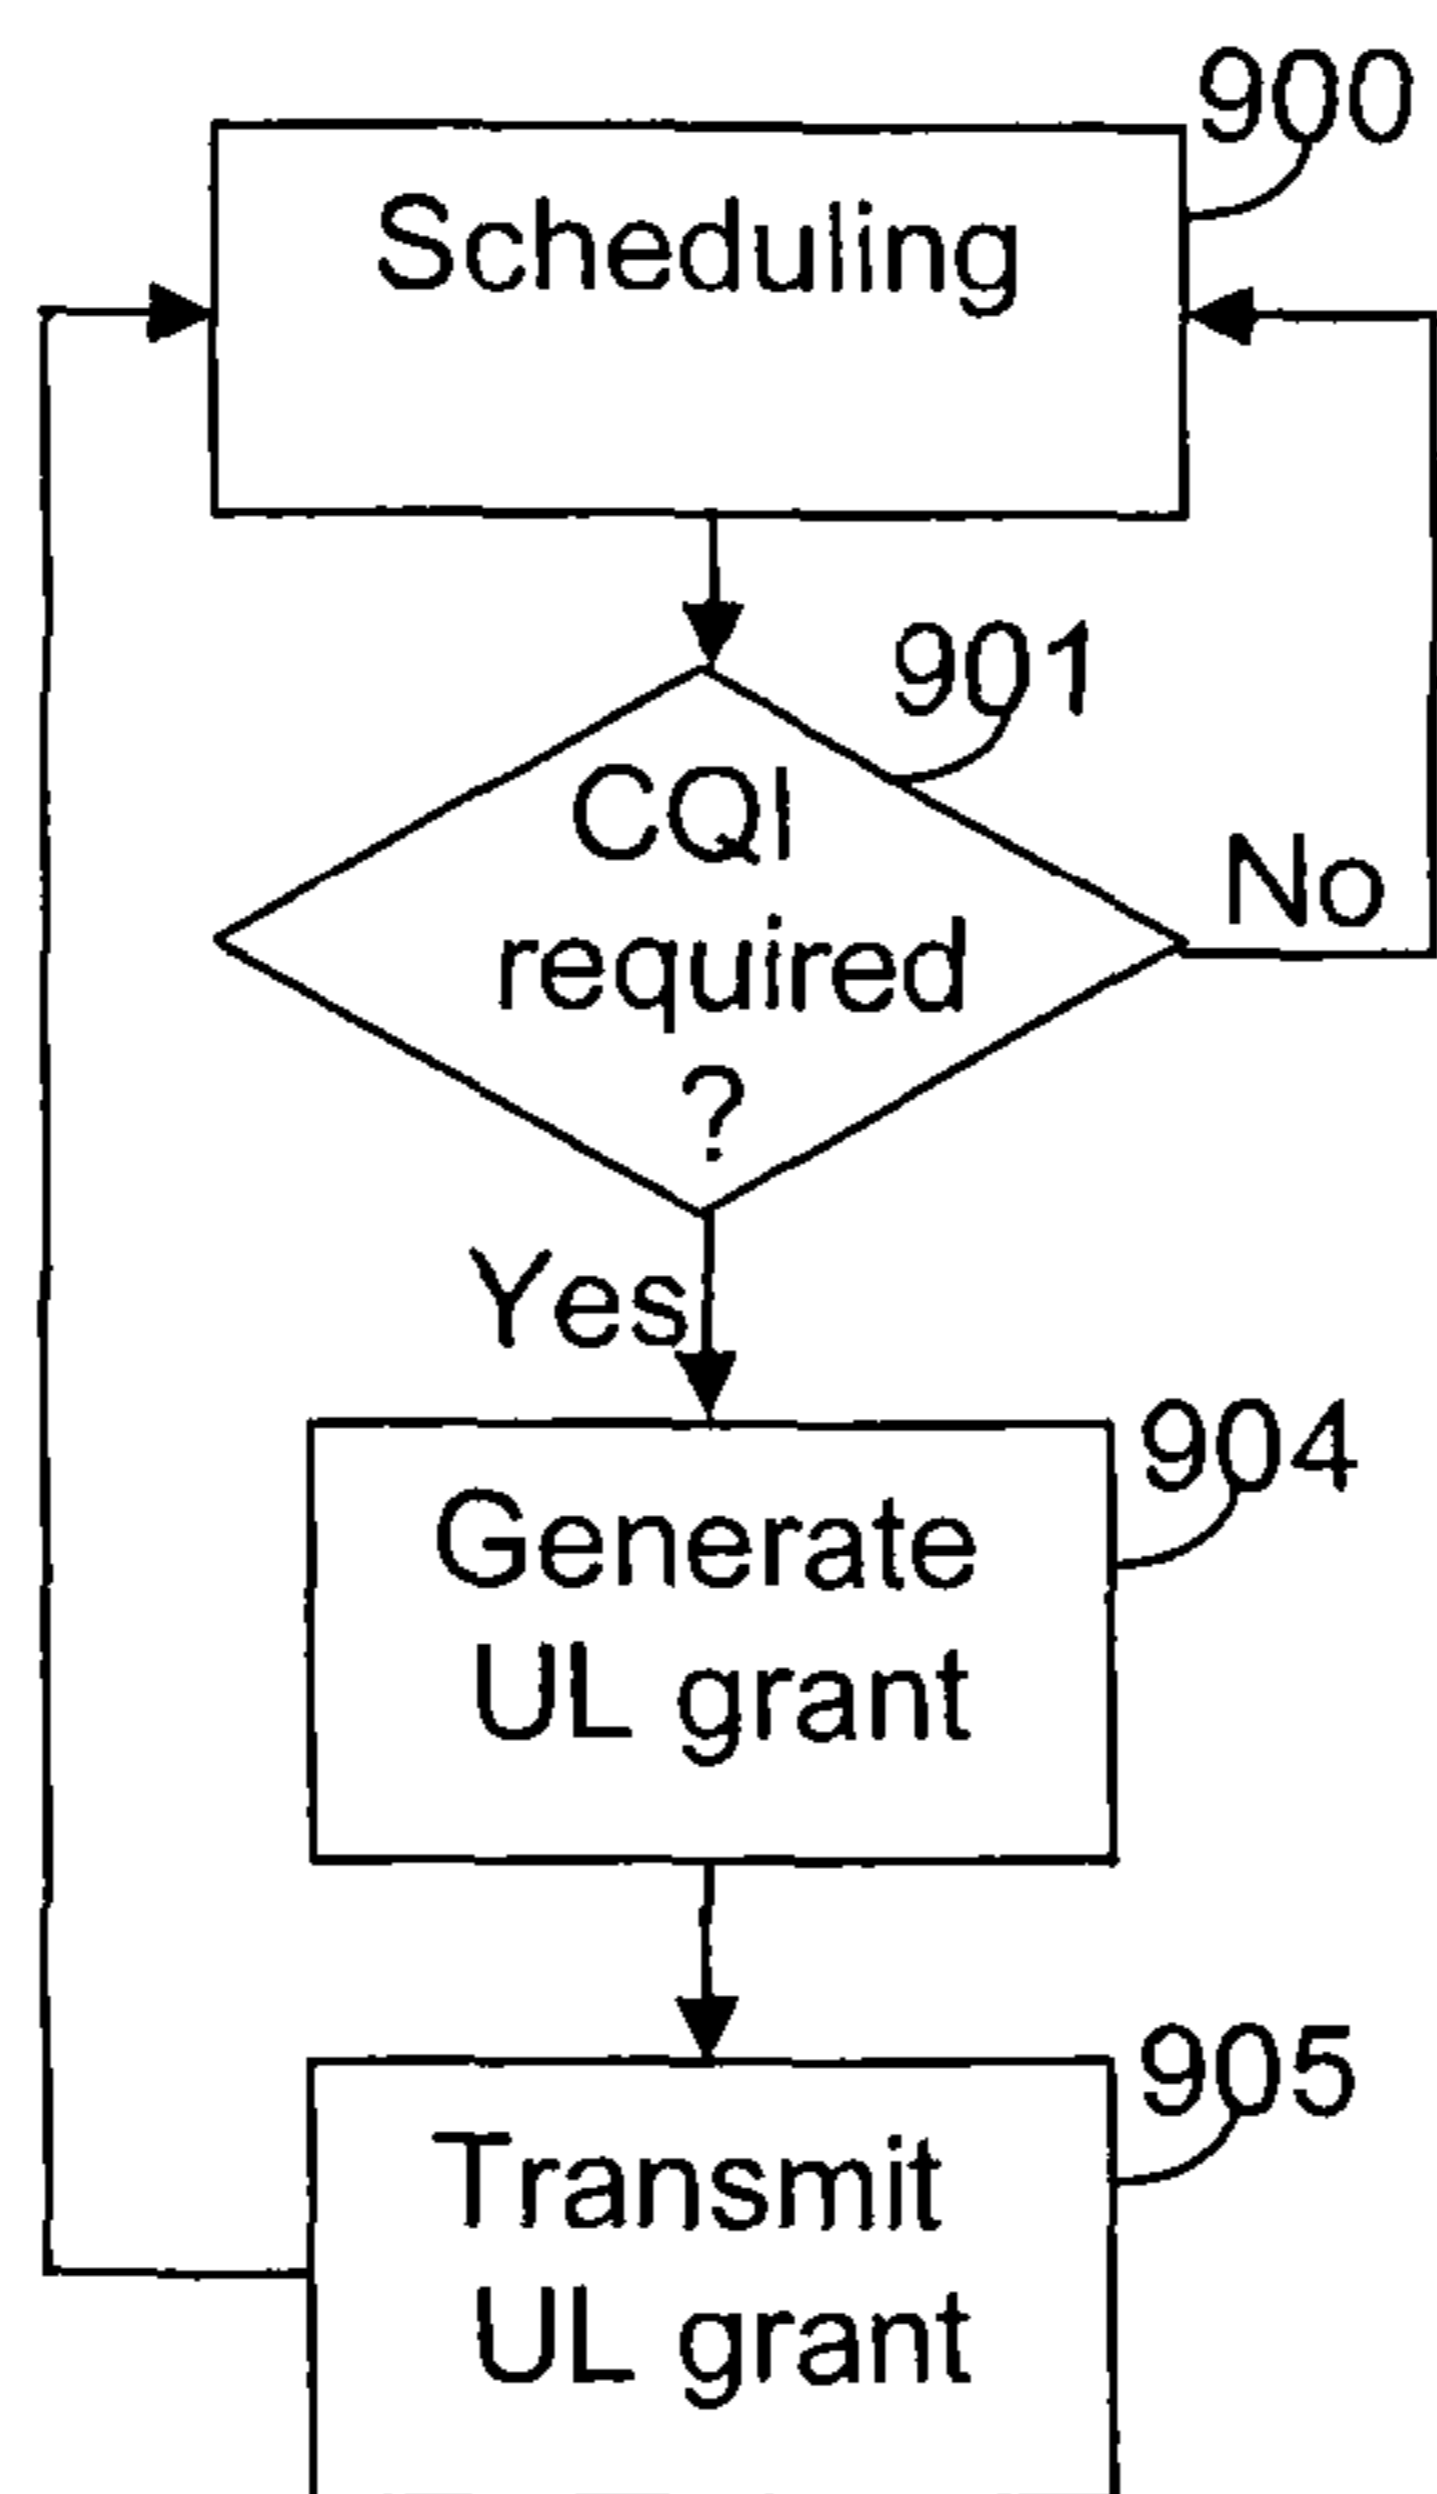 900
Scheduling
901
CQI
required
?
No
Yes
904
Generate
UL grant
905
Transmit
UL grant